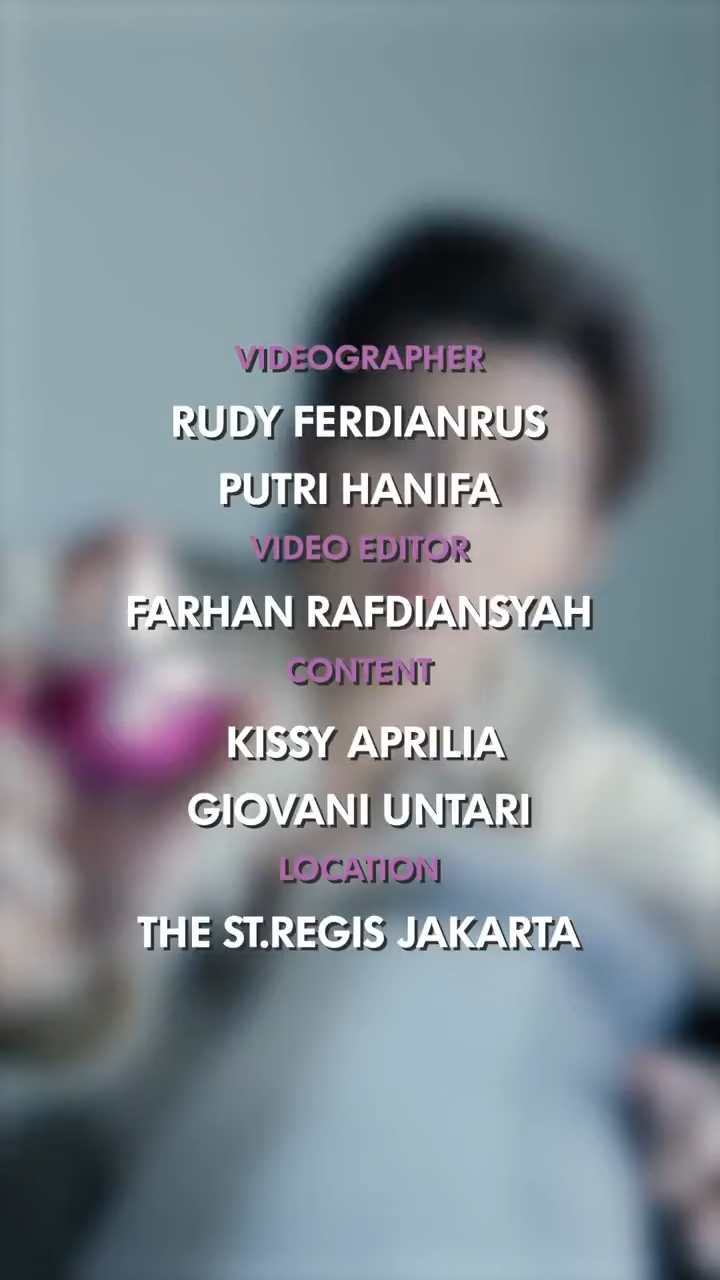 VIDEOGRAPHER
RUDY FERDIANRUS
PUTRI HANIFA
VIDEO EDITOR
FARHAN RAFDIANSYAH
CONTENT
KISSY APRILIA
GIOVANI UNTARI
LOCATION
THE ST.REGIS JAKARTA